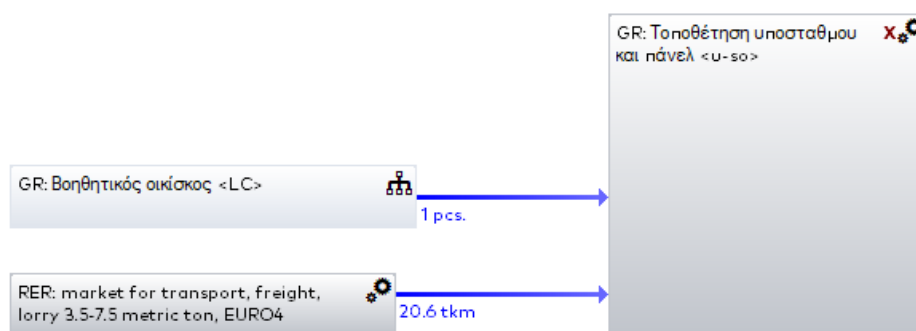 GR: Τοποθέτηση υποσταθμου
και πάνελ <u-so>
GR: Βοηθητικός οικίσκος <LC>
1 pcs.
RER: market for transport, freight,
lorry 3.5-7.5 metric ton, EURO4
20.6 tkm